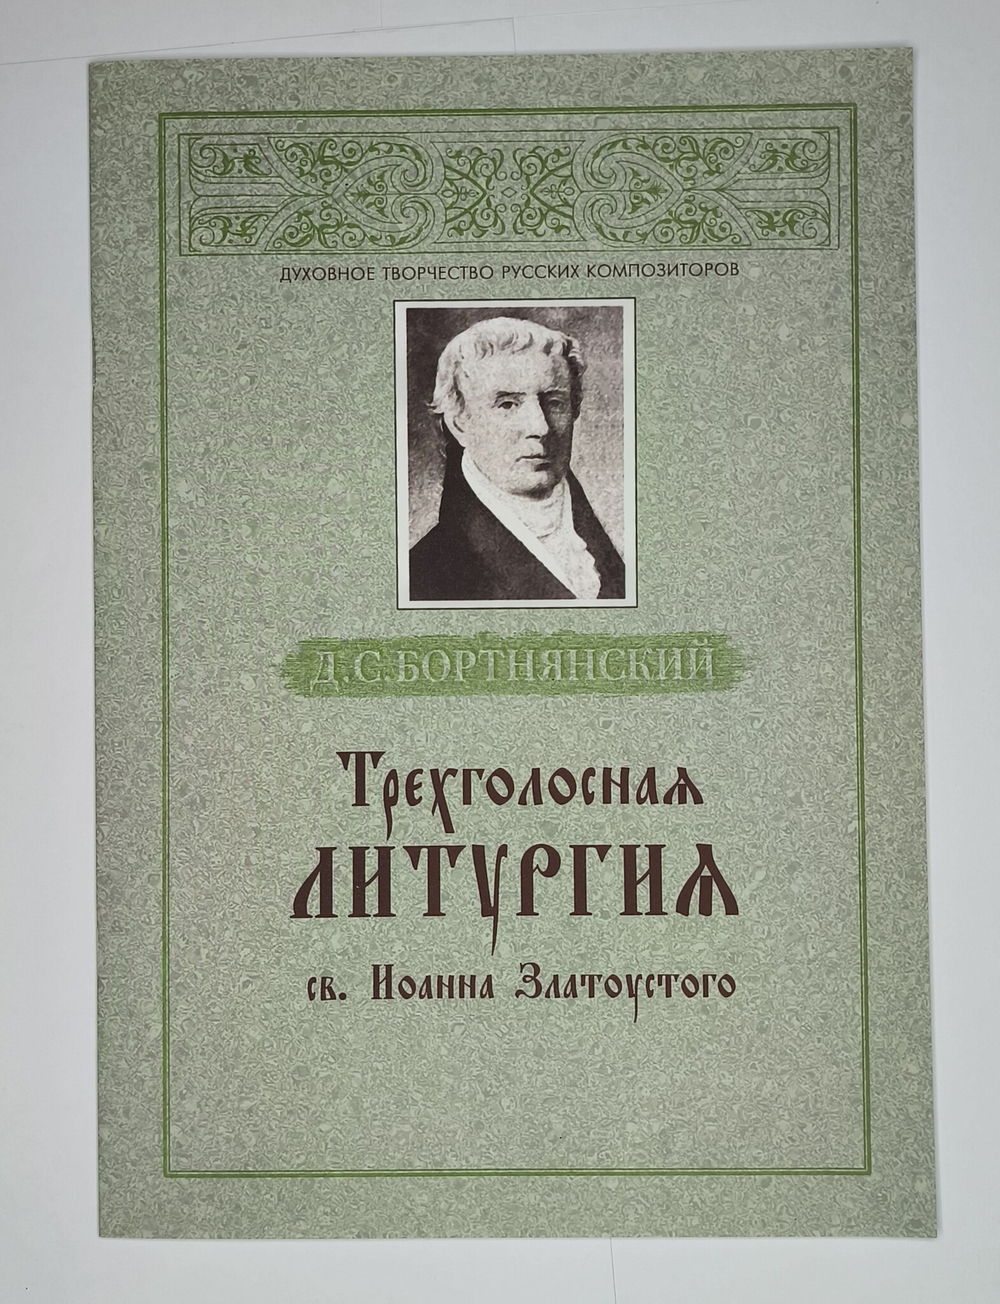 ДУХОВНОЕ ТВОРЧЕСТВО РУССКИХ КОМПОЗИТОРОВ
Д.С.БОРТНЯНСКИЙ
Трехголосная
ЛИТУРГИЯ
св. Иоанна Златоустого